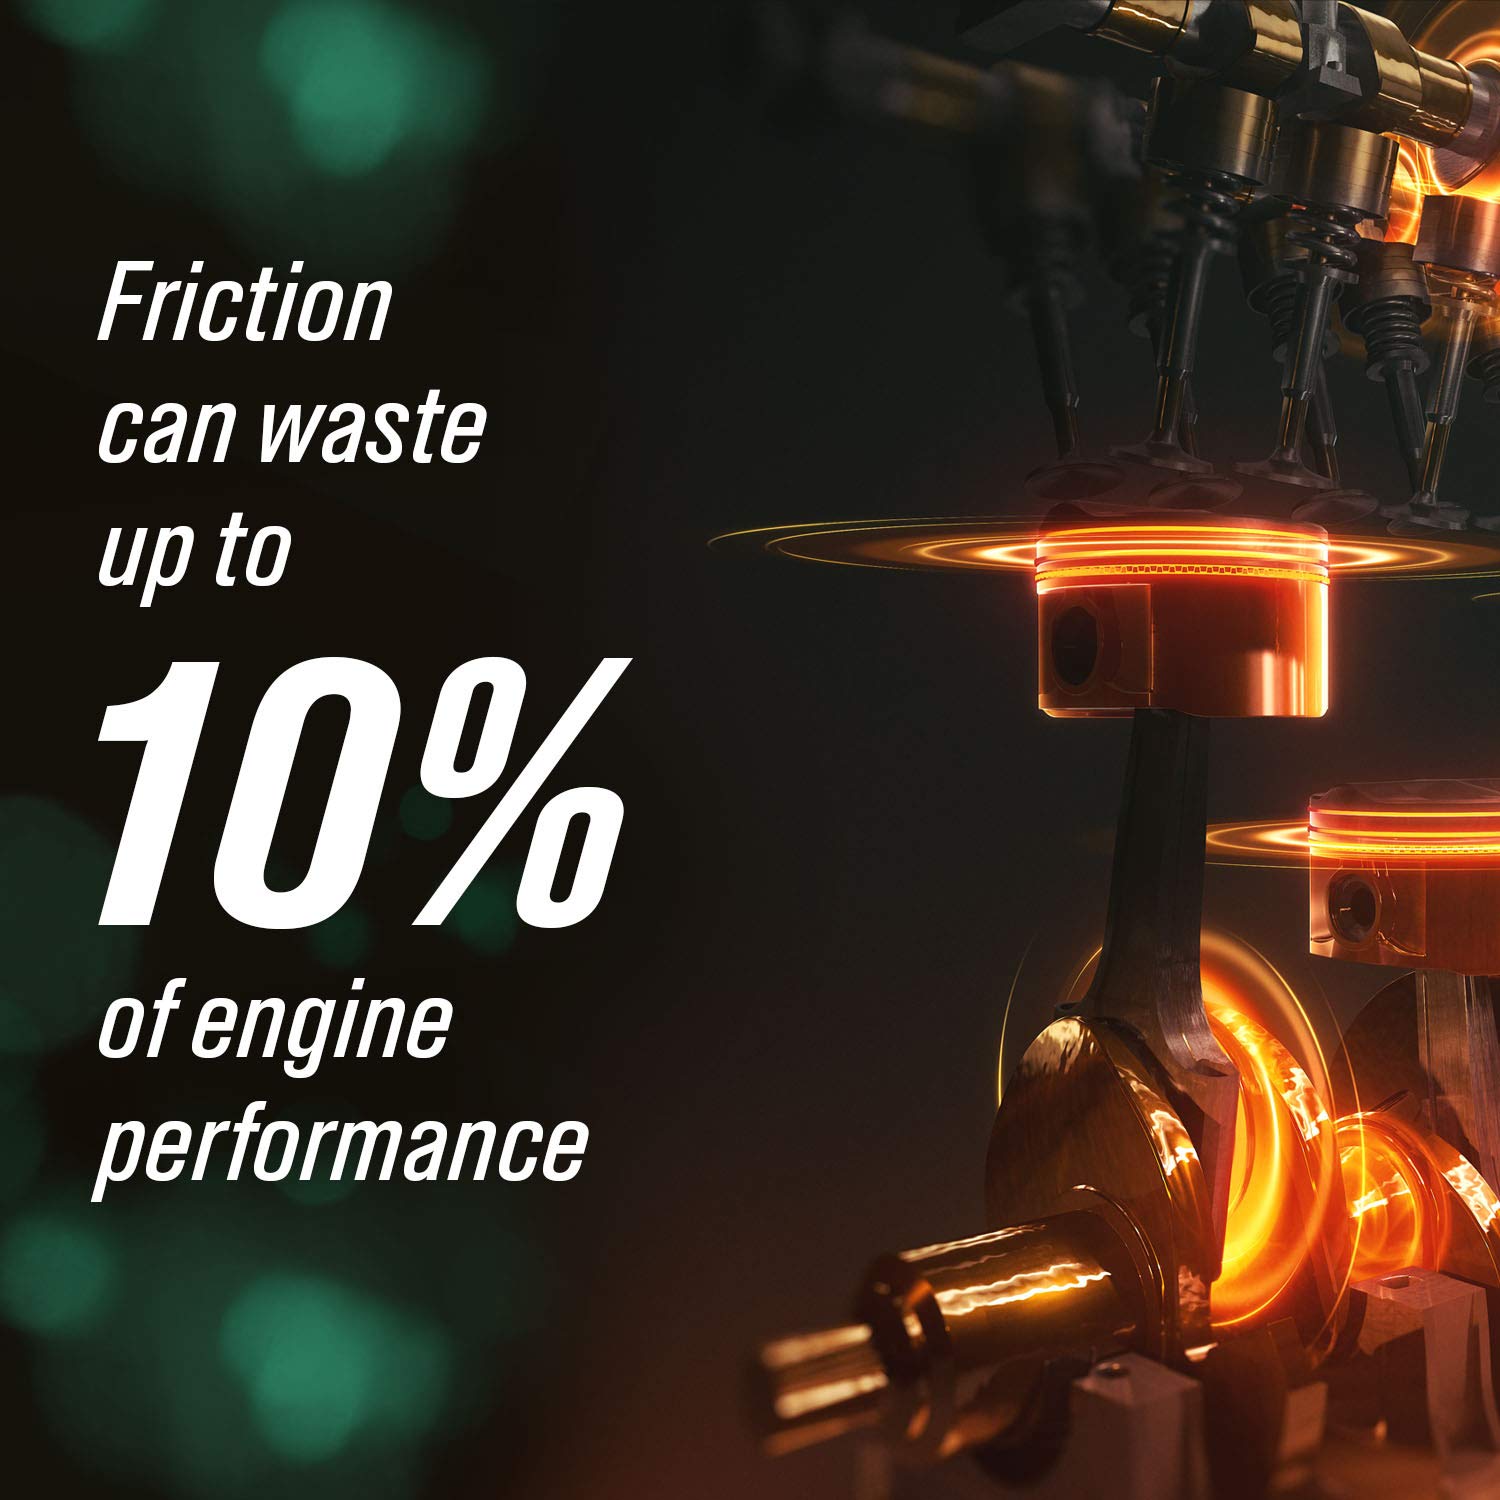 Friction
can waste
up to
10%
of engine
performance